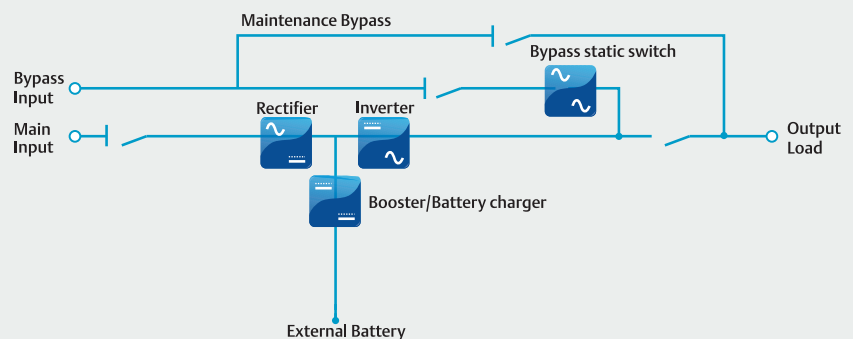 Maintenance Bypass
Bypass static switch
Bypass
Input
Rectifier
Inverter
Main
Input
Output
Load
Booster/Battery charger
External Battery